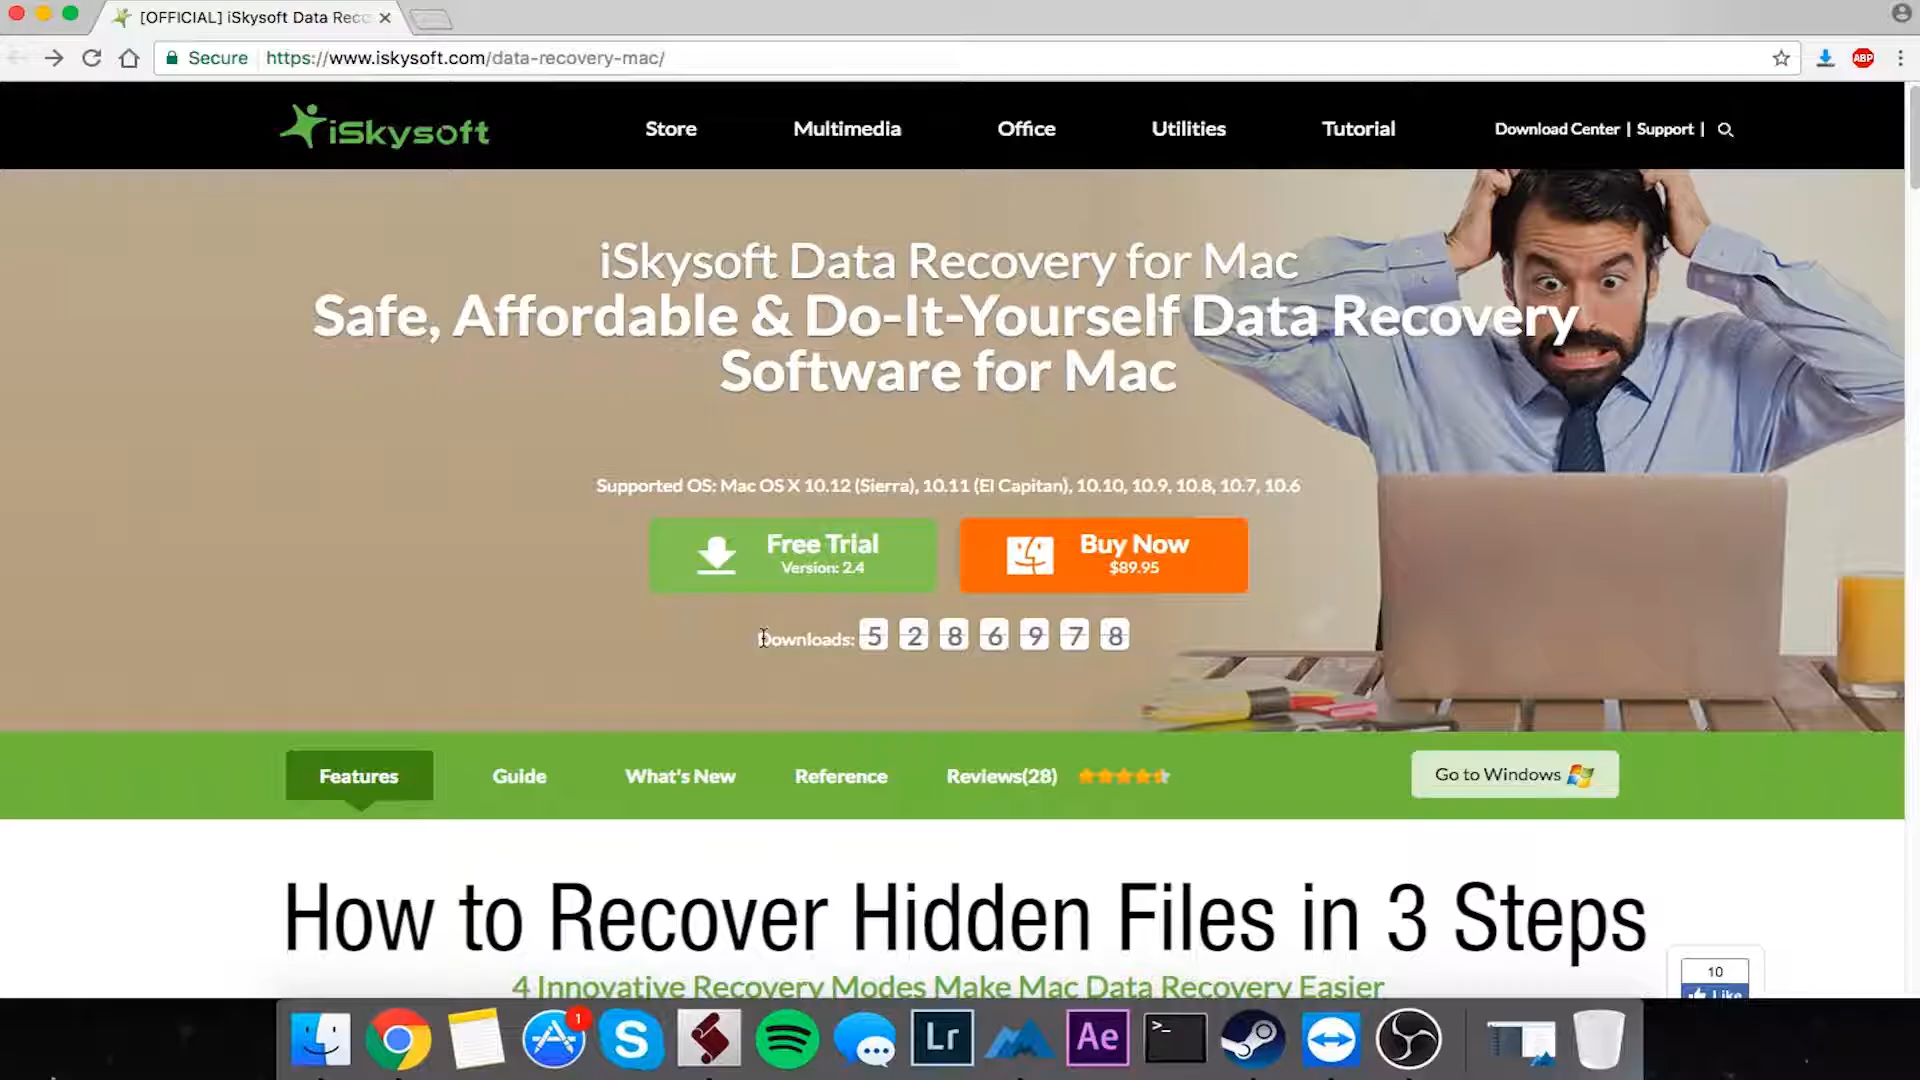 [OFFICIAL] iSkysoft Data Reco
Secure https://www.iskysoft.com/data-recovery-mac/
ABP
iSkysoft
Store Multimedia Office Utilities Tutorial Download Center | Support |
iSkysoft Data Recovery for Mac
Safe, Affordable & Do-It-Yourself Data Recovery
Software for Mac
Supported OS: Mac OS X 10.12 (Sierra), 10.11 (El Capitan), 10.10, 10.9, 10.8, 10.7, 10.6
Free Trial
Version: 2.4
Buy Now
$89.95
Downloads: 5 2 8 6 9 7 8
Features Guide What's New Reference Reviews(28) Go to Windows
How to Recover Hidden Files in 3 Steps
4 Innovative Recovery Modes Make Mac Data Recovery Easier
10
Like
1
S
Lr
Ae
>_